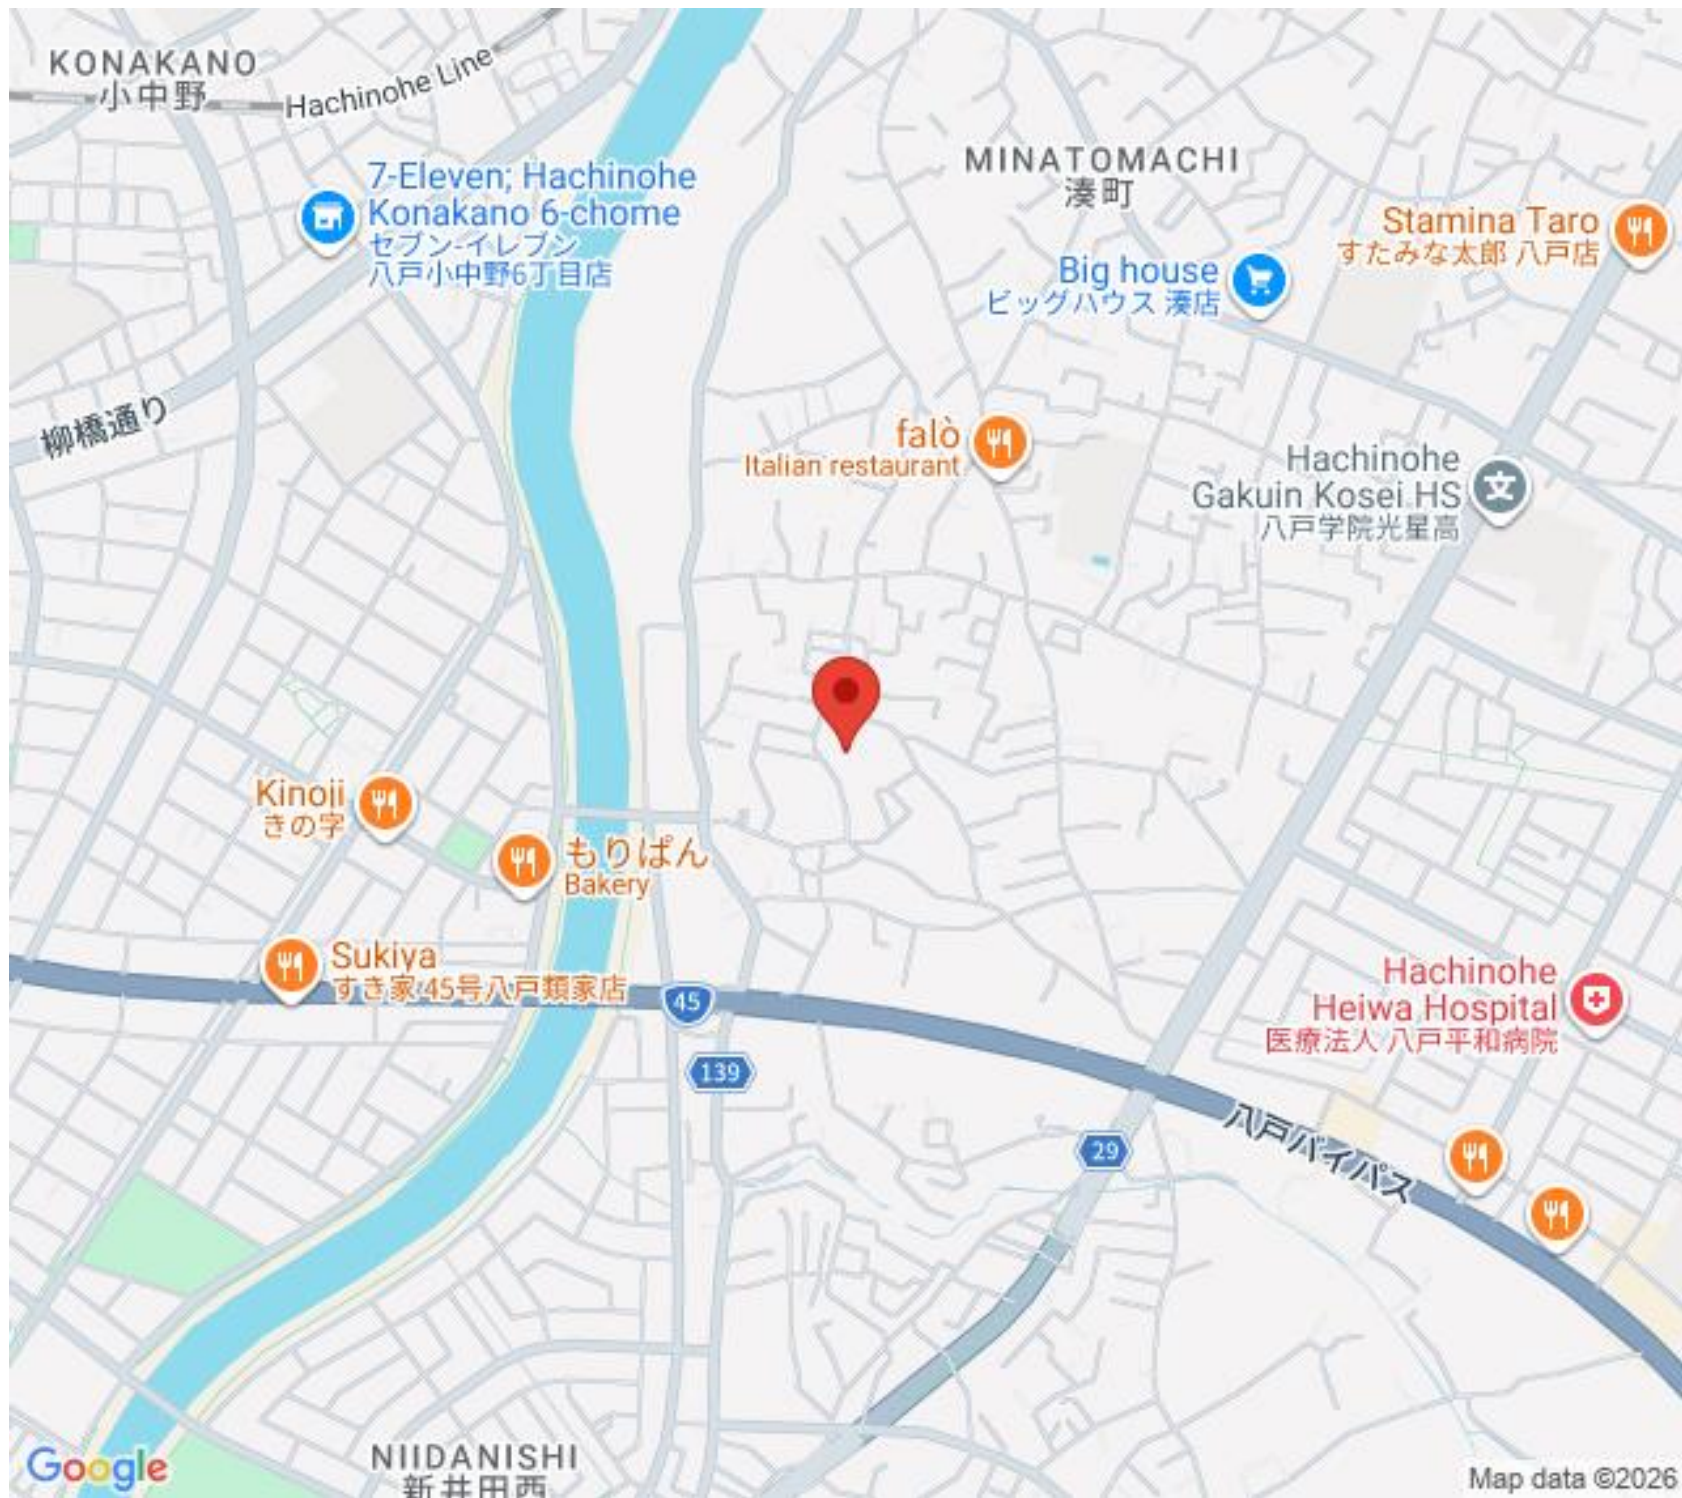 KONAKANO
小中野
Hachinohe Line
7-Eleven; Hachinohe
Konakano 6-chome
セブン-イレブン
八戸小中野6丁目店
MINATOMACHI
湊町
Stamina Taro
すたみな太郎 八戸店
Big house
ビッグハウス 湊店
柳橋通り
falò
Italian restaurant
Hachinohe
Gakuin Kosei HS
八戸学院光星高
文
Kinoji
きの字
もりぱん
Bakery
Sukiya
すき家 45号八戸類家店
45
139
Hachinohe
Heiwa Hospital
医療法人 八戸平和病院
29
八戸バイパス
NIIDANISHI
新井田西
Google
Map data ©2026